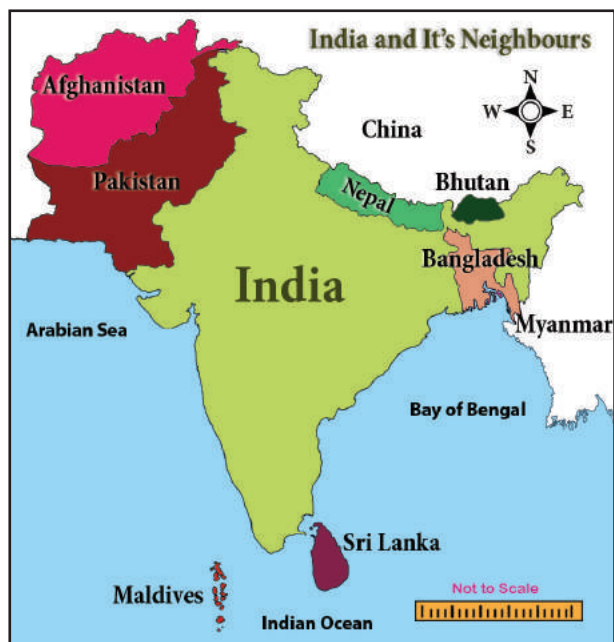 India and It's Neighbours
N
W E
S
Afghanistan
China
Pakistan
Nepal
Bhutan
Bangladesh
India
Arabian Sea
Myanmar
Bay of Bengal
Sri Lanka
Maldives
Not to Scale
Indian Ocean